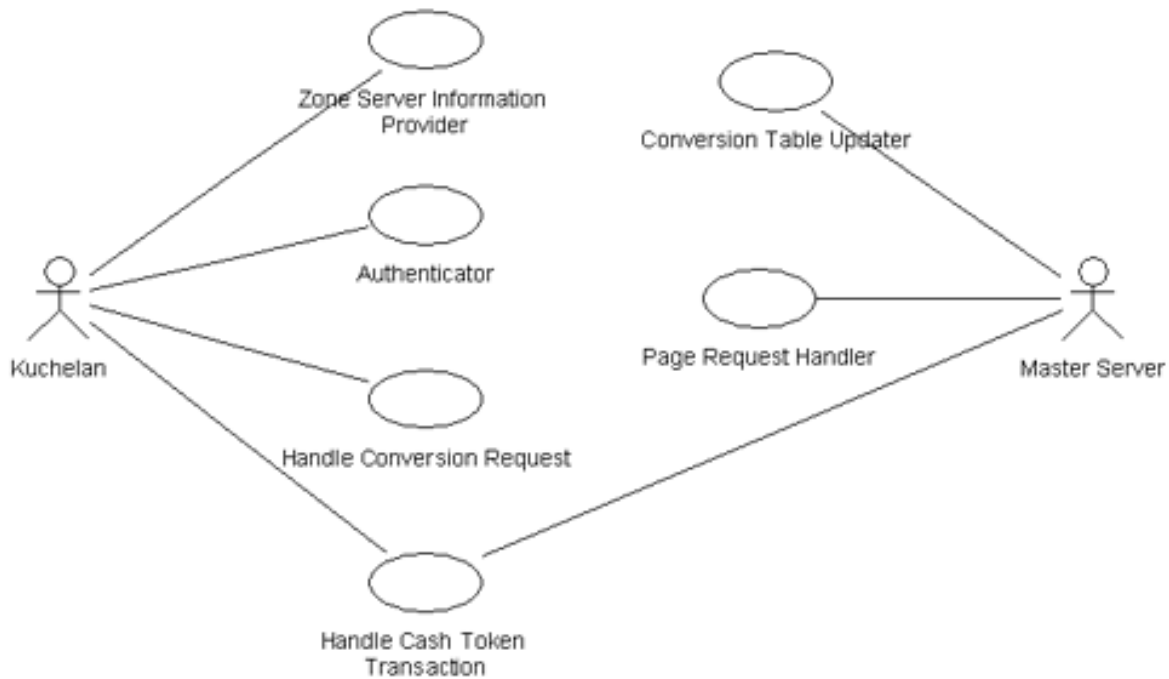 Zone Server Information
Provider
Conversion Table Updater
Authenticator
Kuchelan
Page Request Handler
Master Server
Handle Conversion Request
Handle Cash Token
Transaction